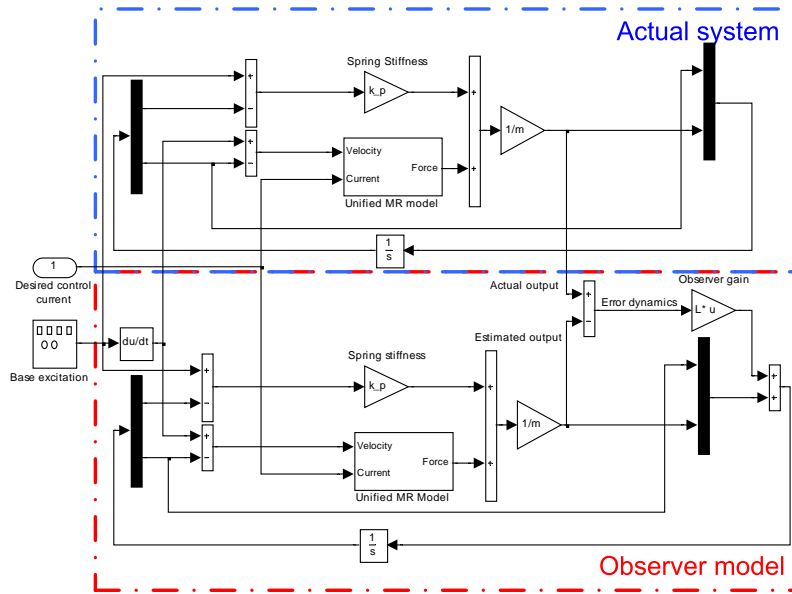 Actual system
Spring Stiffness
+
−
k_p
+
1/m
+
−
Velocity
Force
+
Current
Unified MR model
1
s
1
Desired control
current
Actual output
Observer gain
+
Error dynamics
L* u
−
Base excitation
du/dt
Estimated output
Spring stiffness
+
−
k_p
+
+
+
1/m
+
−
Velocity
Force
+
Current
Unified MR Model
1
s
Observer model